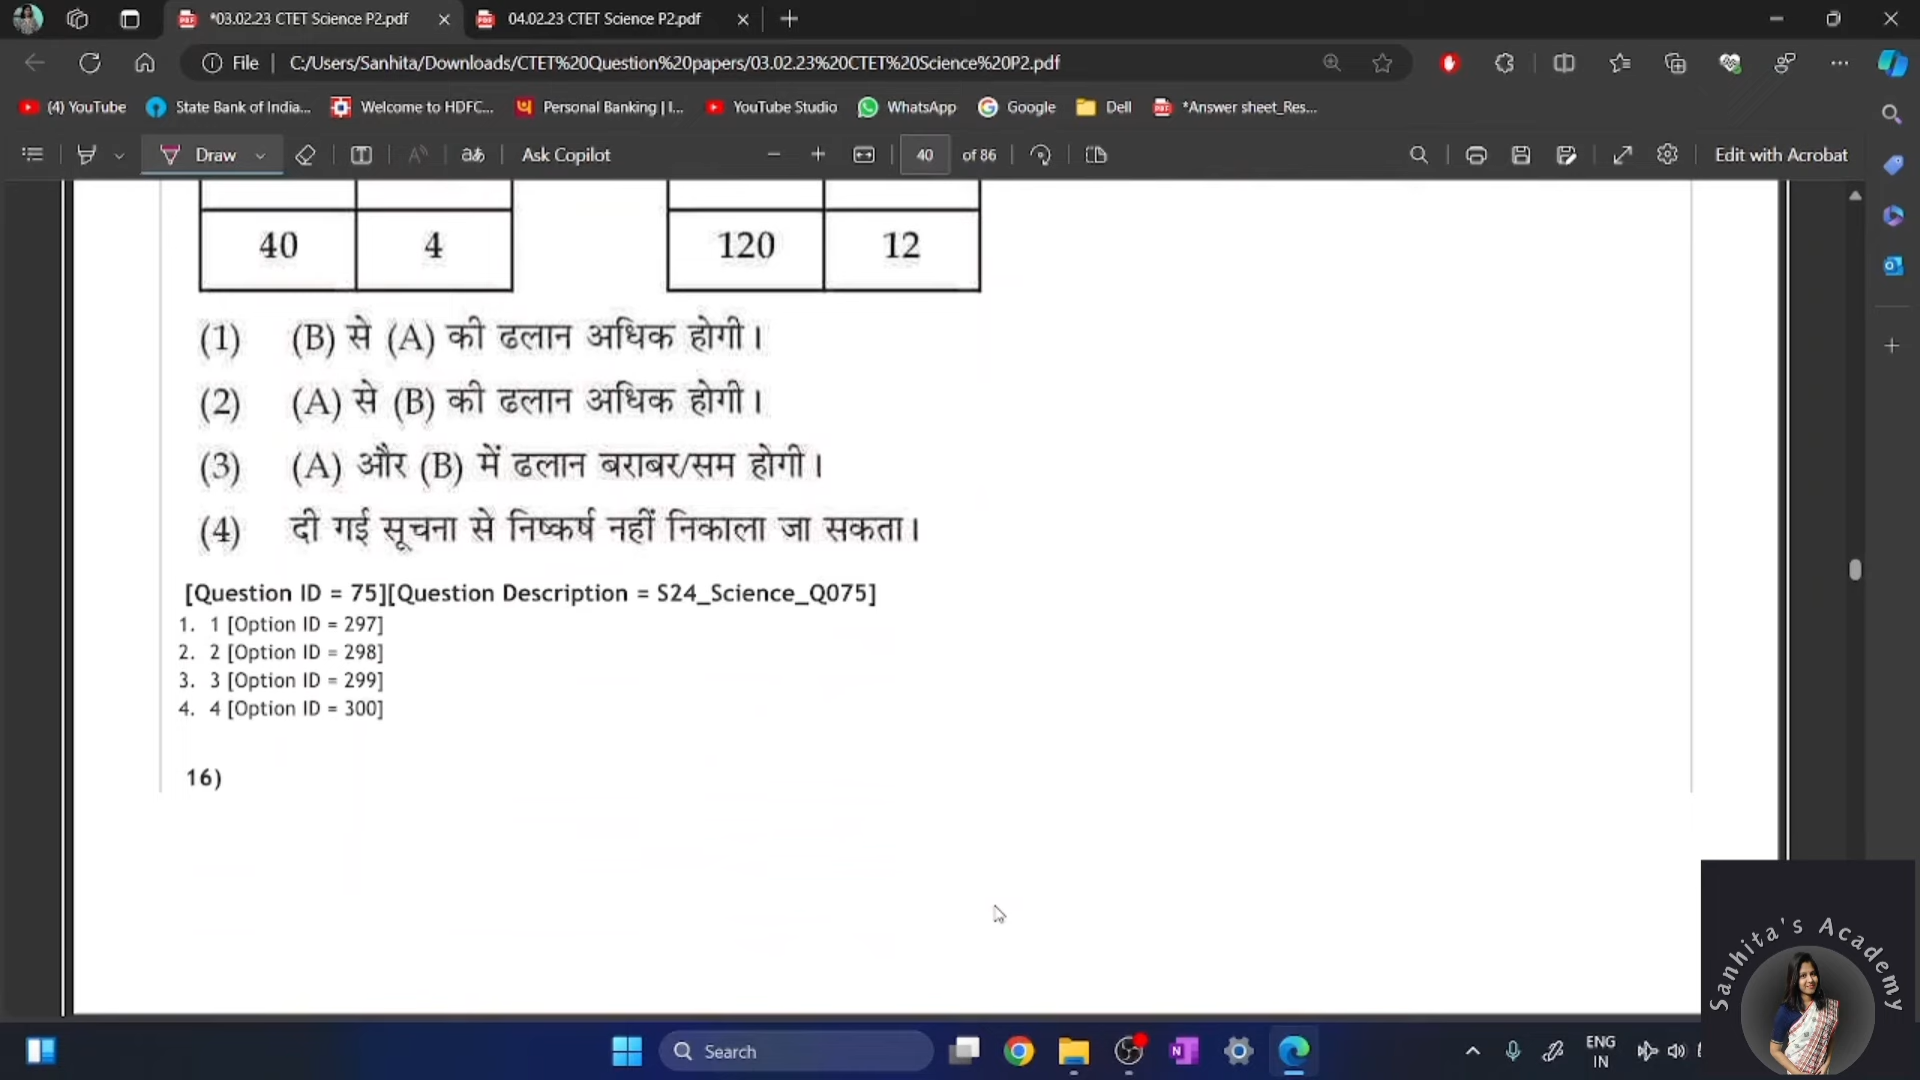 *03.02.23 CTET Science P2.pdf
04.02.23 CTET Science P2.pdf
File
C:/Users/Sanhita/Downloads/CTET%20Question%20papers/03.02.23%20CTET%20Science%20P2.pdf
(4) YouTube
State Bank of India...
Welcome to HDFC...
Personal Banking | I...
YouTube Studio
WhatsApp
Google
Dell
*Answer sheet_Res...
Draw
Ask Copilot
40 of 86
Edit with Acrobat
40 4 120 12
(1) (B) से (A) की ढलान अधिक होगी।
(2) (A) से (B) की ढलान अधिक होगी।
(3) (A) और (B) में ढलान बराबर/सम होगी।
(4) दी गई सूचना से निष्कर्ष नहीं निकाला जा सकता।
[Question ID = 75][Question Description = S24_Science_Q075]
1. 1 [Option ID = 297]
2. 2 [Option ID = 298]
3. 3 [Option ID = 299]
4. 4 [Option ID = 300]
16)
Sanhita's Academy
Search
ENG
IN